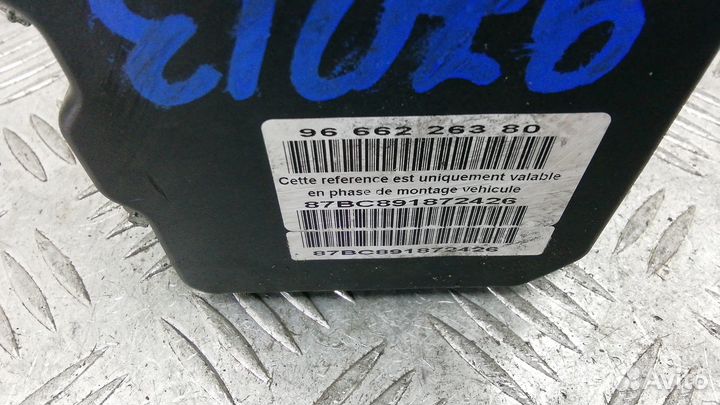 96 662 263 80
Cette reference est uniquement valable
en phase de montage vehicule
87BC891872426
87BC891872426
Avito